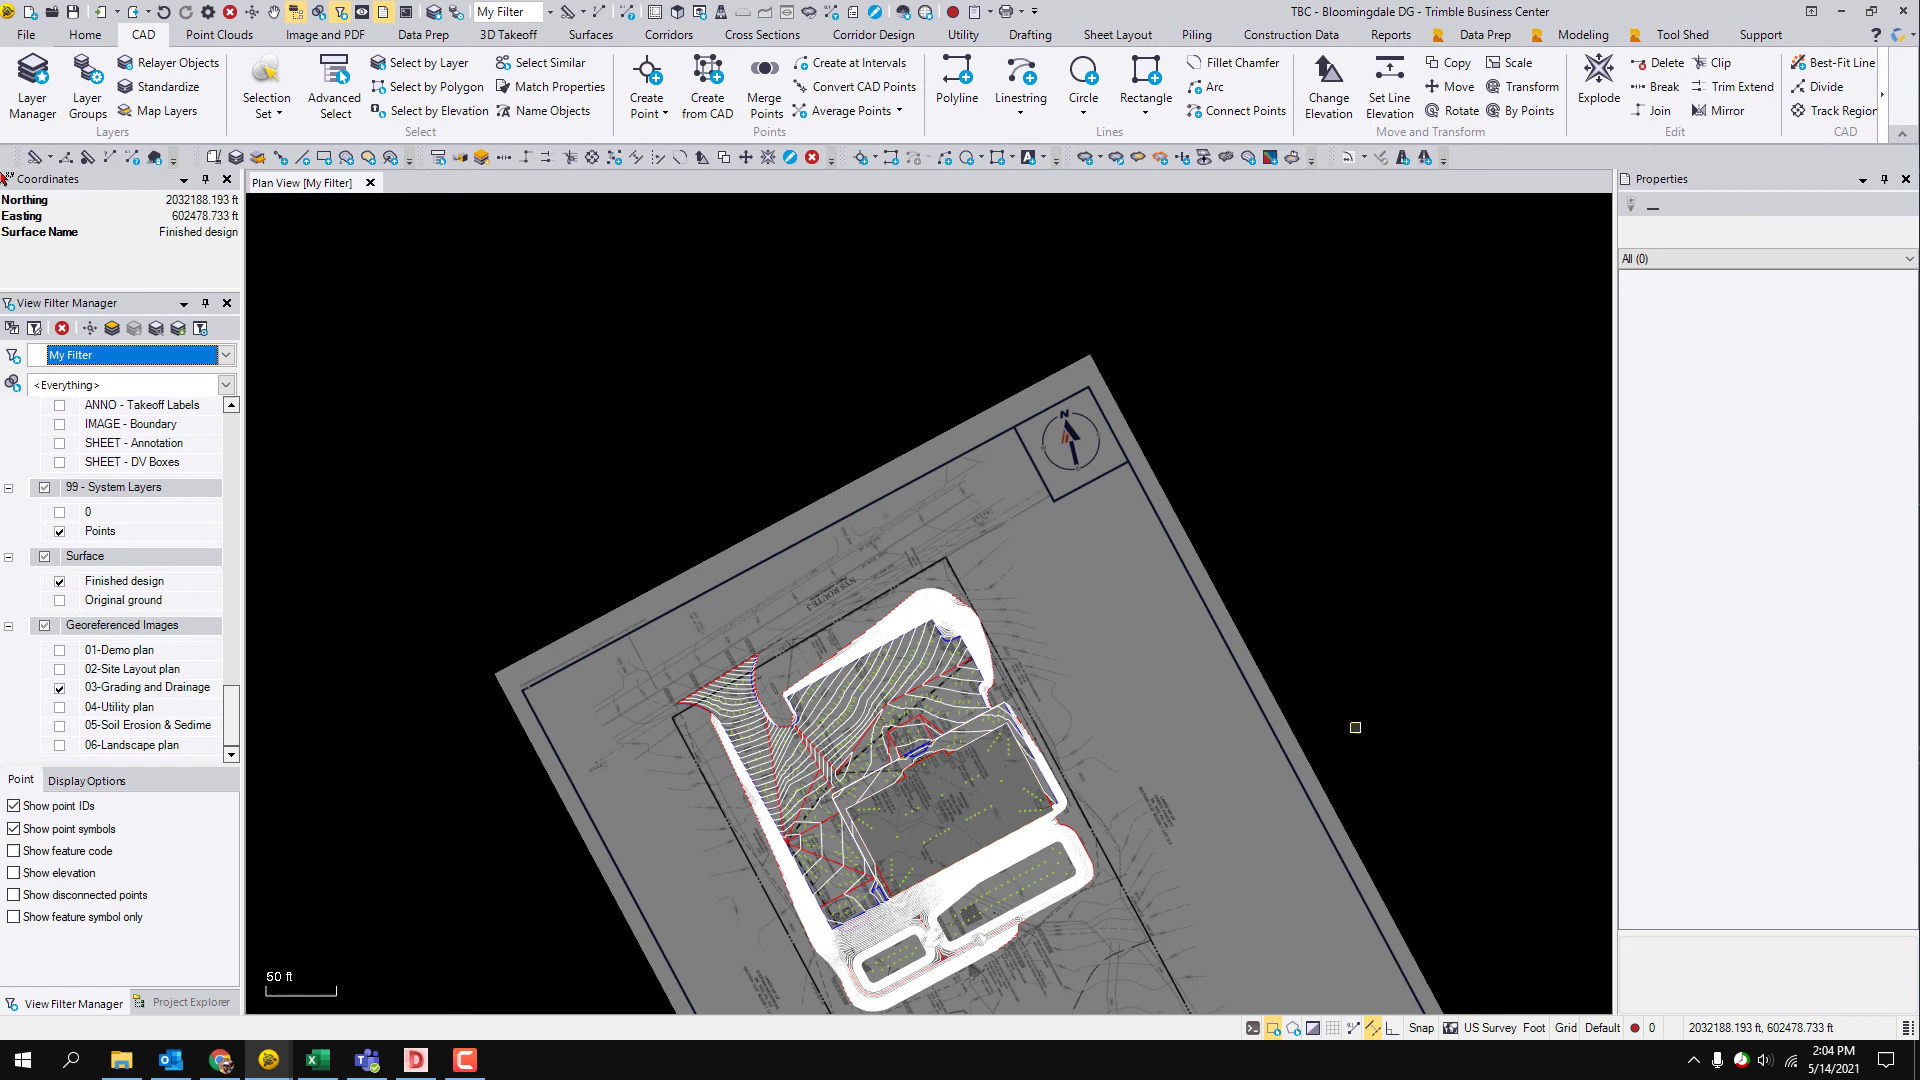 My Filter
TBC - Bloomingdale DG - Trimble Business Center
File Home CAD Point Clouds Image and PDF Data Prep 3D Takeoff Surfaces Corridors Cross Sections Corridor Design Utility Drafting Sheet Layout Piling Construction Data Reports Data Prep Modeling Tool Shed Support
Layer Manager
Layer Groups
Relayer Objects
Standardize
Map Layers
Layers
Selection Set
Advanced Select
Select by Layer
Select by Polygon
Select by Elevation
Select Similar
Match Properties
Name Objects
Select
Create Point
Create from CAD
Merge Points
Create at Intervals
Convert CAD Points
Average Points
Points
Polyline
Linestring
Circle
Rectangle
Fillet Chamfer
Arc
Connect Points
Lines
Change Elevation
Set Line Elevation
Copy
Move
Rotate
Scale
Transform
By Points
Move and Transform
Explode
Delete
Break
Join
Clip
Trim Extend
Mirror
Edit
Best-Fit Line
Divide
Track Region
CAD
Coordinates
Northing 2032188.193 ft
Easting 602478.733 ft
Surface Name Finished design
View Filter Manager
My Filter
<Everything>
ANNO - Takeoff Labels
IMAGE - Boundary
SHEET - Annotation
SHEET - DV Boxes
99 - System Layers
0
Points
Surface
Finished design
Original ground
Georeferenced Images
01-Demo plan
02-Site Layout plan
03-Grading and Drainage
04-Utility plan
05-Soil Erosion & Sedime
06-Landscape plan
Point Display Options
Show point IDs
Show point symbols
Show feature code
Show elevation
Show disconnected points
Show feature symbol only
View Filter Manager Project Explorer
Plan View [My Filter]
N
NYS ROUTE 3
50 ft
Properties
All (0)
Snap US Survey Foot Grid Default 0 2032188.193 ft, 602478.733 ft
2:04 PM
5/14/2021